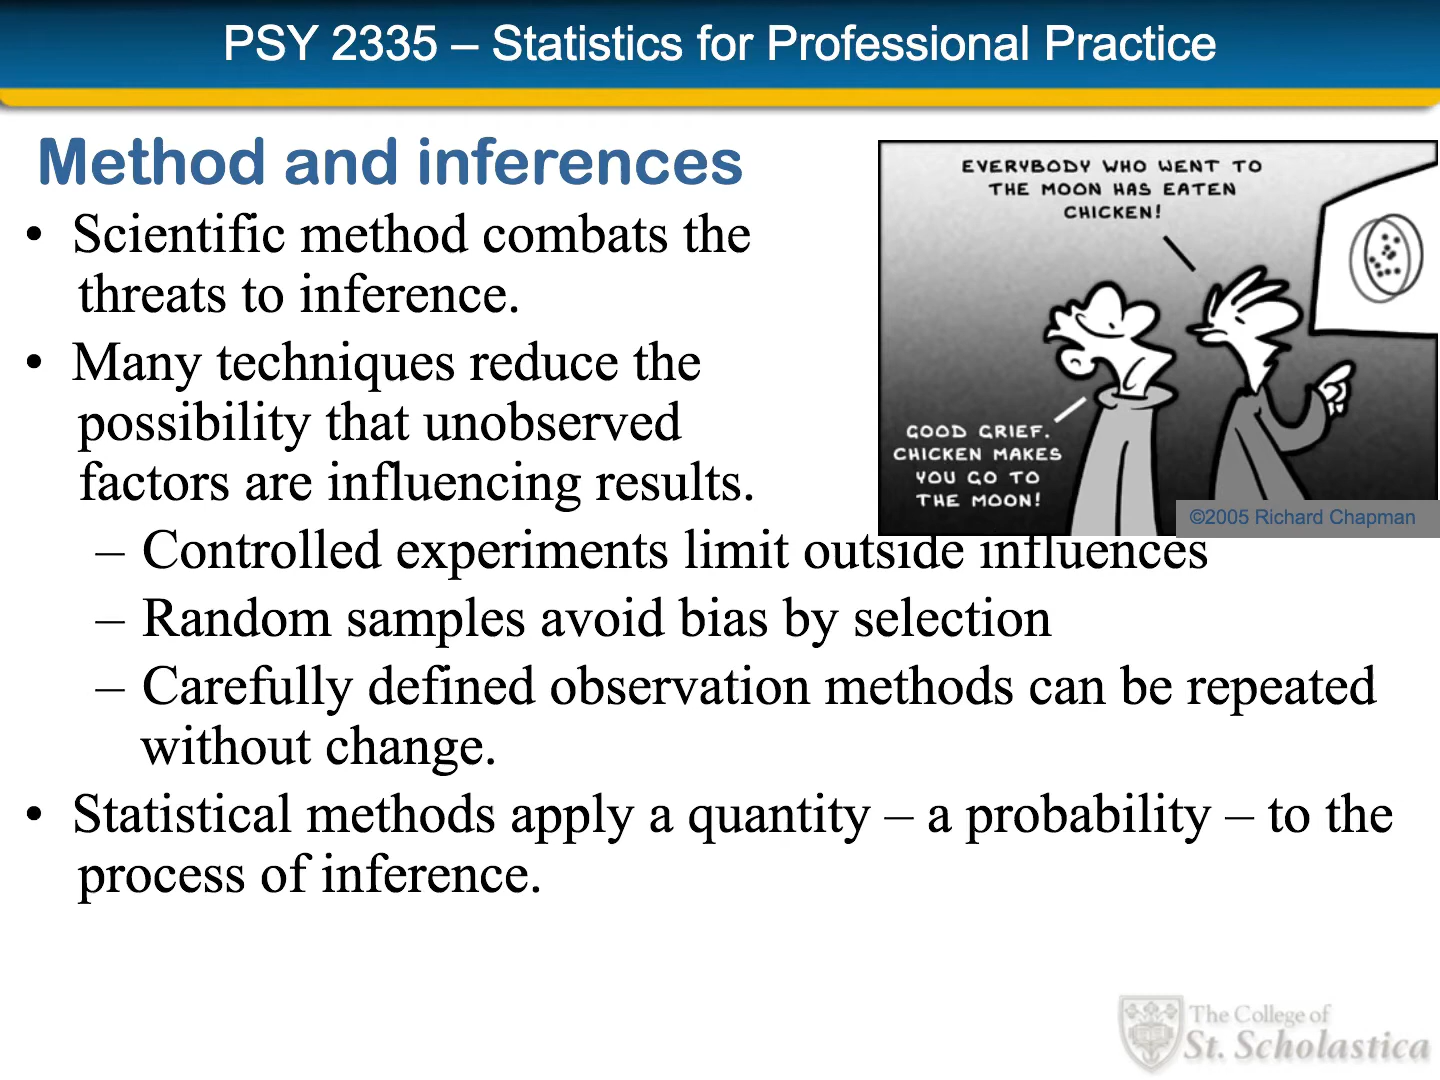 PSY 2335 – Statistics for Professional Practice
Method and inferences
• Scientific method combats the
threats to inference.
• Many techniques reduce the
possibility that unobserved
factors are influencing results.
– Controlled experiments limit outside influences
– Random samples avoid bias by selection
– Carefully defined observation methods can be repeated
without change.
• Statistical methods apply a quantity – a probability – to the
process of inference.
EVERYBODY WHO WENT TO
THE MOON HAS EATEN
CHICKEN!
GOOD GRIEF.
CHICKEN MAKES
YOU GO TO
THE MOON!
©2005 Richard Chapman
The College of
St. Scholastica